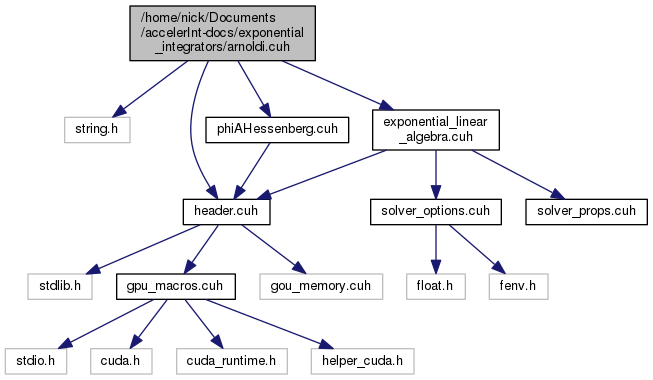 /home/nick/Documents
/accelerInt-docs/exponential
_integrators/arnoldi.cuh
string.h
phiAHessenberg.cuh
exponential_linear
_algebra.cuh
header.cuh
solver_options.cuh
solver_props.cuh
stdlib.h
gpu_macros.cuh
gou_memory.cuh
float.h
fenv.h
stdio.h
cuda.h
cuda_runtime.h
helper_cuda.h